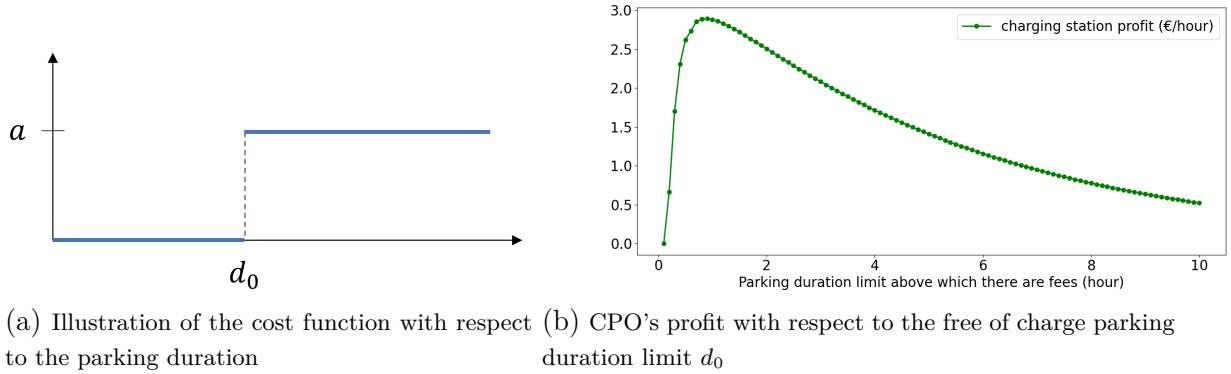 a
d₀
3.0
2.5
2.0
1.5
1.0
0.5
0.0
charging station profit (€/hour)
0 2 4 6 8 10
Parking duration limit above which there are fees (hour)
(a) Illustration of the cost function with respect
to the parking duration
(b) CPO's profit with respect to the free of charge parking
duration limit d₀